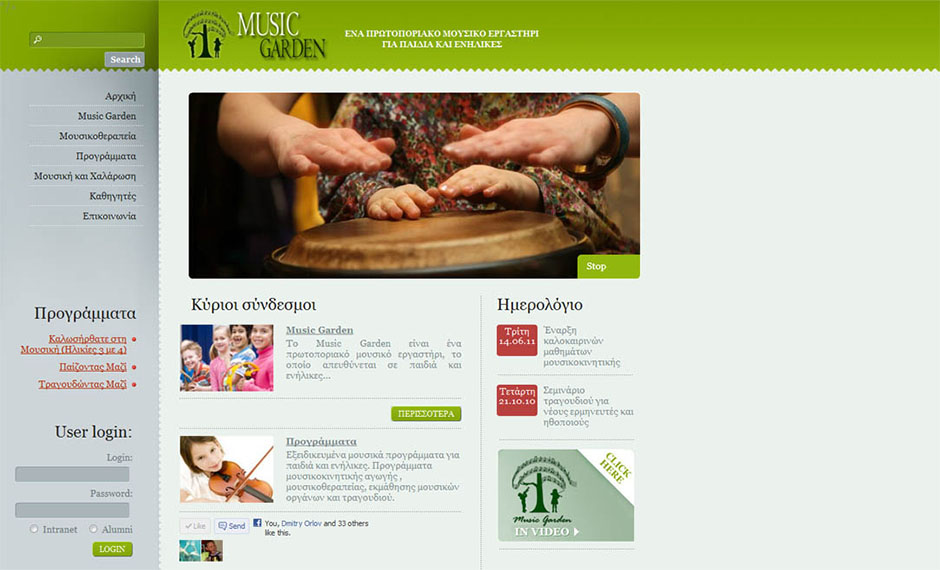 Search
MUSIC
GARDEN
ΕΝΑ ΠΡΩΤΟΠΟΡΙΑΚΟ ΜΟΥΣΙΚΟ ΕΡΓΑΣΤΗΡΙ
ΓΙΑ ΠΑΙΔΙΑ ΚΑΙ ΕΝΗΛΙΚΕΣ
Αρχική
Music Garden
Μουσικοθεραπεία
Προγράμματα
Μουσική και Χαλάρωση
Καθηγητές
Επικοινωνία
Προγράμματα
Καλωσήρθατε στη
Μουσική (Ηλικίες 3 με 4)
Παίζοντας Μαζί
Τραγουδώντας Μαζί
User login:
Login:
Password:
Intranet
Alumni
LOGIN
Stop
Κύριοι σύνδεσμοι
Music Garden
Το Music Garden είναι ένα
πρωτοποριακό μουσικό εργαστήρι, το
οποίο απευθύνεται σε παιδιά και
ενήλικες...
ΠΕΡΙΣΣΟΤΕΡΑ
Προγράμματα
Εξειδικευμένα μουσικά προγράμματα για
παιδιά και ενήλικες. Προγράμματα
μουσικοκινητικής αγωγής ,
μουσικοθεραπείας, εκμάθησης μουσικών
οργάνων και τραγουδιού.
Like
Send
You, Dmitry Orlov and 33 others
like this.
Ημερολόγιο
Τρίτη
14.06.11
Έναρξη
καλοκαιρινών
μαθημάτων
μουσικοκινητικής
Τετάρτη
21.10.10
Σεμινάριο
τραγουδιού για
νέους ερμηνευτές και
ηθοποιούς
CLICK
HERE
Music Garden
IN VIDEO